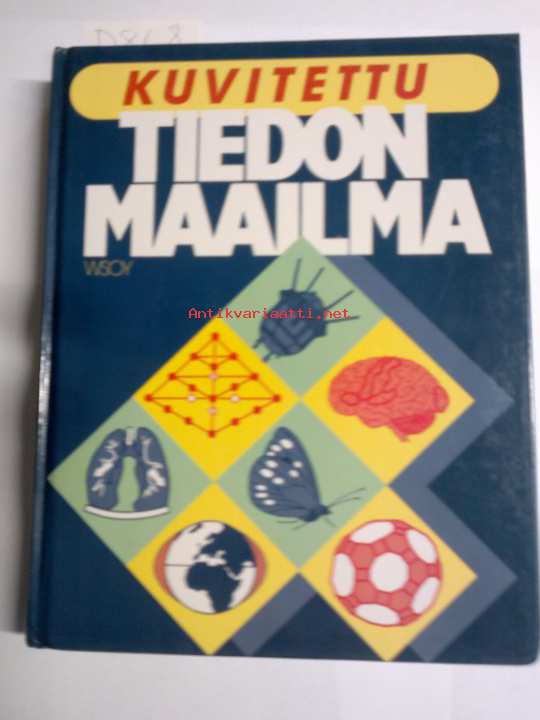 KUVITETTU
TIEDON
MAAILMA
WSOY
Antikvariaatti.net